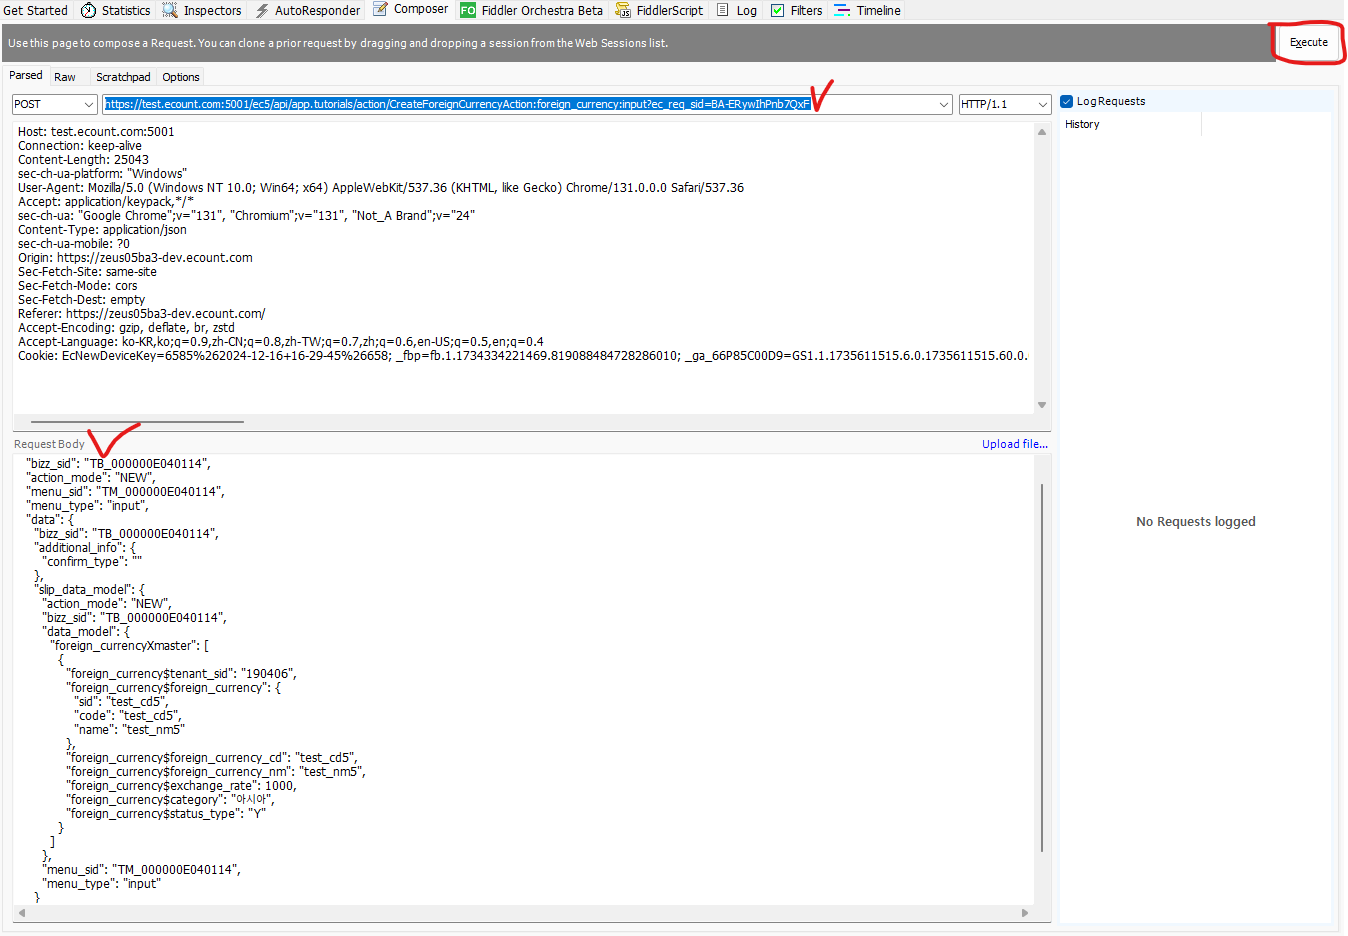 Get Started Statistics Inspectors AutoResponder Composer FO Fiddler Orchestra Beta FiddlerScript Log Filters Timeline
Use this page to compose a Request. You can clone a prior request by dragging and dropping a session from the Web Sessions list.
Execute
Parsed Raw Scratchpad Options
POST https://test.ecount.com:5001/ec5/api/app.tutorials/action/CreateForeignCurrencyAction:foreign_currency:input?ec_req_sid=BA-ERywIhPnb7QxF HTTP/1.1
Log Requests
History
Host: test.ecount.com:5001
Connection: keep-alive
Content-Length: 25043
sec-ch-ua-platform: "Windows"
User-Agent: Mozilla/5.0 (Windows NT 10.0; Win64; x64) AppleWebKit/537.36 (KHTML, like Gecko) Chrome/131.0.0.0 Safari/537.36
Accept: application/keypack,*/*
sec-ch-ua: "Google Chrome";v="131", "Chromium";v="131", "Not_A Brand";v="24"
Content-Type: application/json
sec-ch-ua-mobile: ?0
Origin: https://zeus05ba3-dev.ecount.com
Sec-Fetch-Site: same-site
Sec-Fetch-Mode: cors
Sec-Fetch-Dest: empty
Referer: https://zeus05ba3-dev.ecount.com/
Accept-Encoding: gzip, deflate, br, zstd
Accept-Language: ko-KR,ko;q=0.9,zh-CN;q=0.8,zh-TW;q=0.7,zh;q=0.6,en-US;q=0.5,en;q=0.4
Cookie: EcNewDeviceKey=6585%262024-12-16+16-29-45%26658; _fbp=fb.1.1734334221469.819088484728286010; _ga_66P85C00D9=GS1.1.1735611515.6.0.1735611515.60.0.
Request Body
Upload file...
"bizz_sid": "TB_000000E040114",
"action_mode": "NEW",
"menu_sid": "TM_000000E040114",
"menu_type": "input",
"data": {
"bizz_sid": "TB_000000E040114",
"additional_info": {
"confirm_type": ""
},
"slip_data_model": {
"action_mode": "NEW",
"bizz_sid": "TB_000000E040114",
"data_model": {
"foreign_currencyXmaster": [
{
"foreign_currency$tenant_sid": "190406",
"foreign_currency$foreign_currency": {
"sid": "test_cd5",
"code": "test_cd5",
"name": "test_nm5"
},
"foreign_currency$foreign_currency_cd": "test_cd5",
"foreign_currency$foreign_currency_nm": "test_nm5",
"foreign_currency$exchange_rate": 1000,
"foreign_currency$category": "아시아",
"foreign_currency$status_type": "Y"
}
]
},
"menu_sid": "TM_000000E040114",
"menu_type": "input"
}
No Requests logged